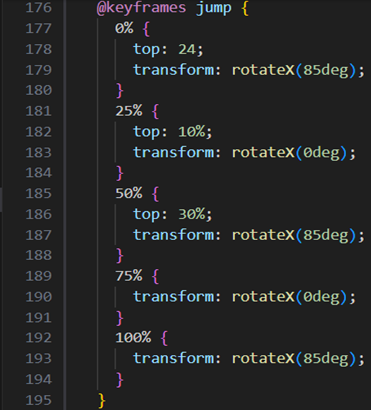 176 @keyframes jump {
177 0% {
178 top: 24;
179 transform: rotateX(85deg);
180 }
181 25% {
182 top: 10%;
183 transform: rotateX(0deg);
184 }
185 50% {
186 top: 30%;
187 transform: rotateX(85deg);
188 }
189 75% {
190 transform: rotateX(0deg);
191 }
192 100% {
193 transform: rotateX(85deg);
194 }
195 }